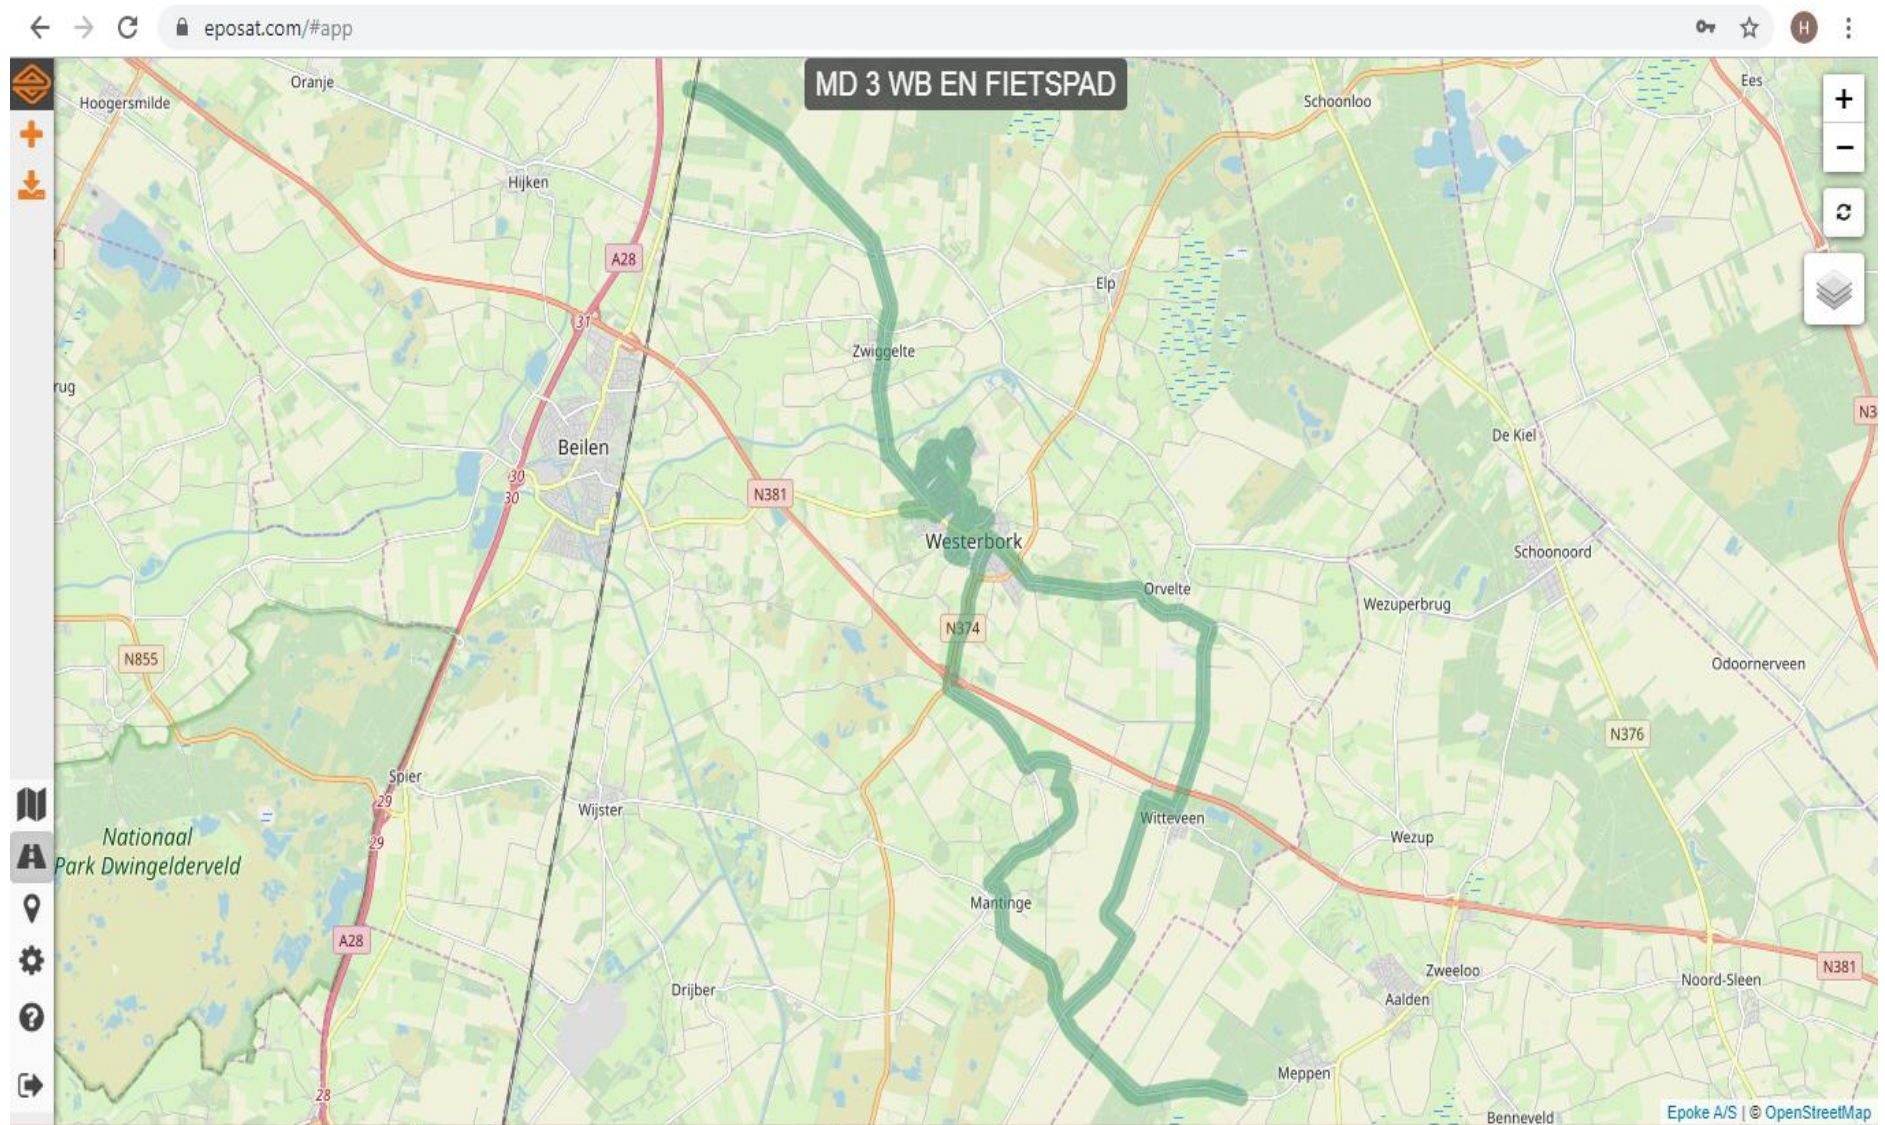 eposat.com/#app
H
MD 3 WB EN FIETSPAD
Oranje
Hoogersmilde
Schoonloo
Ees
+
−
Hijken
A28
Elp
31
Zwiggelte
rug
N3
Beilen
De Kiel
30
30
N381
Westerbork
Schoonoord
Orvelte
Wezuperbrug
N374
N855
Odoornerveen
N376
Spier
29
Wijster
Witteveen
29
Nationaal
Park Dwingelderveld
Wezup
Mantinge
A28
N381
Zweeloo
Noord-Sleen
Drijber
Aalden
Meppen
28
Benneveld
Epoke A/S | © OpenStreetMap